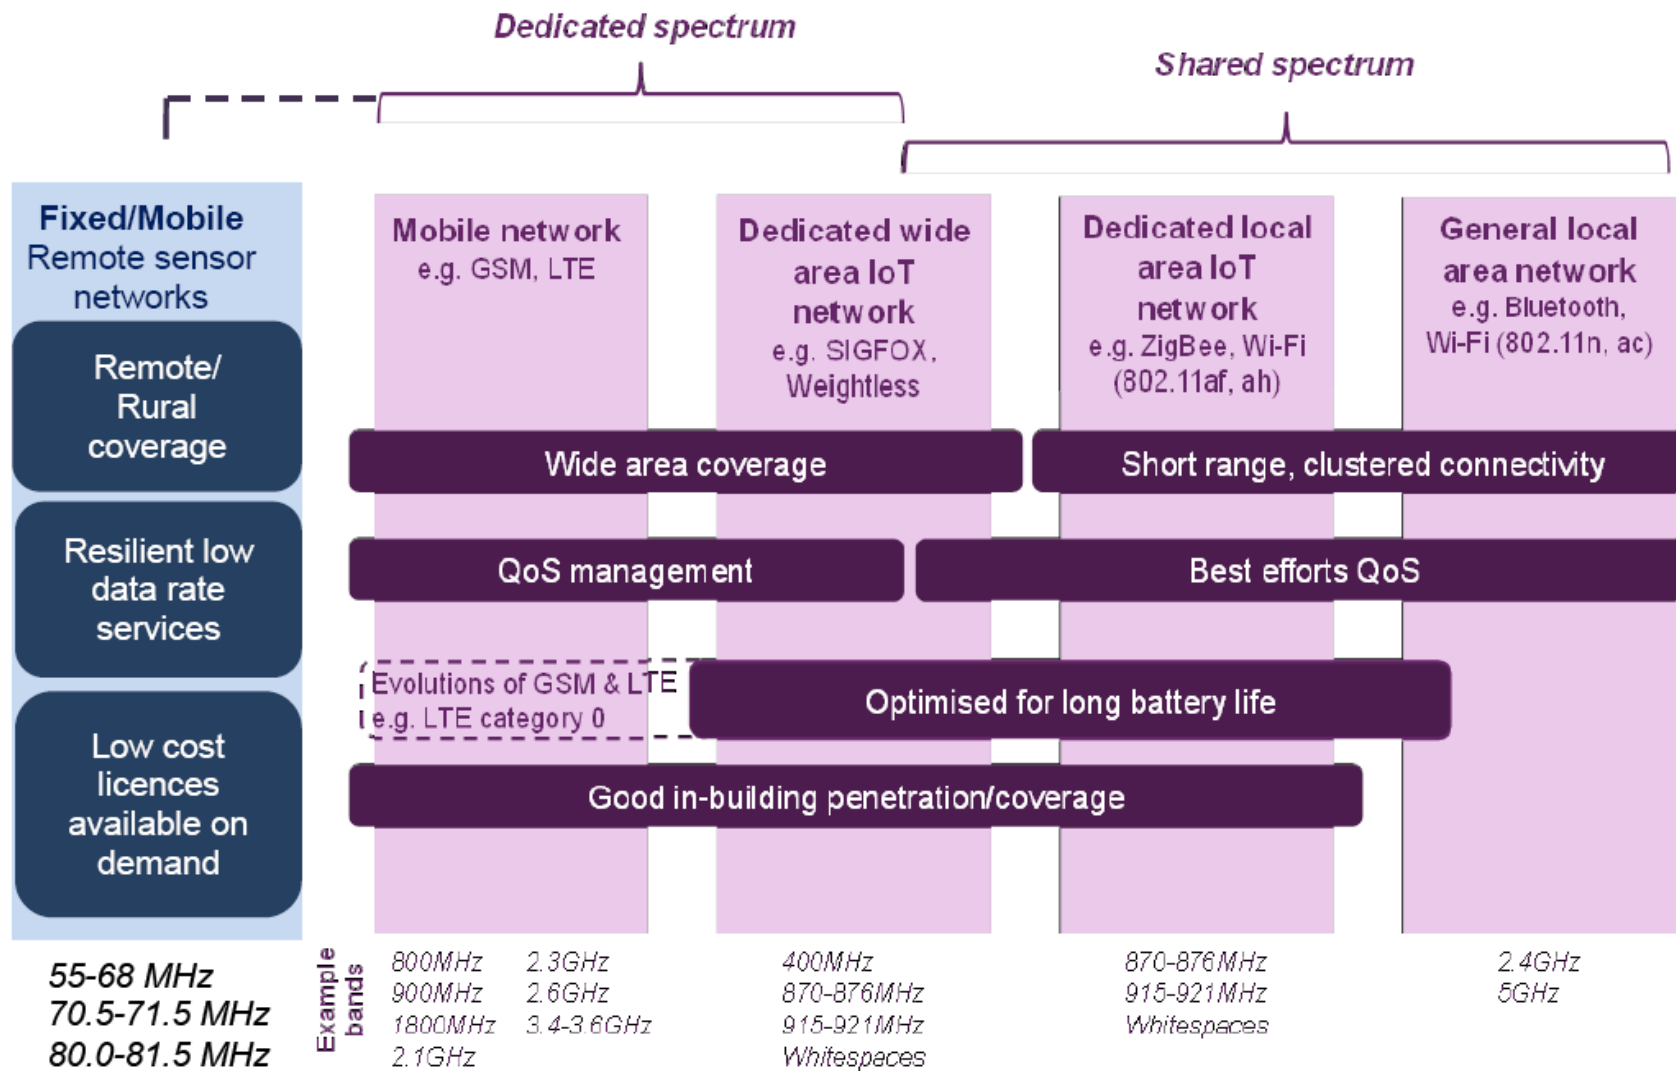 Dedicated spectrum
Shared spectrum
Fixed/Mobile
Remote sensor
networks
Remote/
Rural
coverage
Resilient low
data rate
services
Low cost
licences
available on
demand
55-68 MHz
70.5-71.5 MHz
80.0-81.5 MHz
Mobile network
e.g. GSM, LTE
Dedicated wide
area IoT
network
e.g. SIGFOX,
Weightless
Dedicated local
area IoT
network
e.g. ZigBee, Wi-Fi
(802.11af, ah)
General local
area network
e.g. Bluetooth,
Wi-Fi (802.11n, ac)
Wide area coverage
Short range, clustered connectivity
QoS management
Best efforts QoS
Evolutions of GSM & LTE
e.g. LTE category 0
Optimised for long battery life
Good in-building penetration/coverage
Example
bands
800MHz
900MHz
1800MHz
2.1GHz
2.3GHz
2.6GHz
3.4-3.6GHz
400MHz
870-876MHz
915-921MHz
Whitespaces
870-876MHz
915-921MHz
Whitespaces
2.4GHz
5GHz